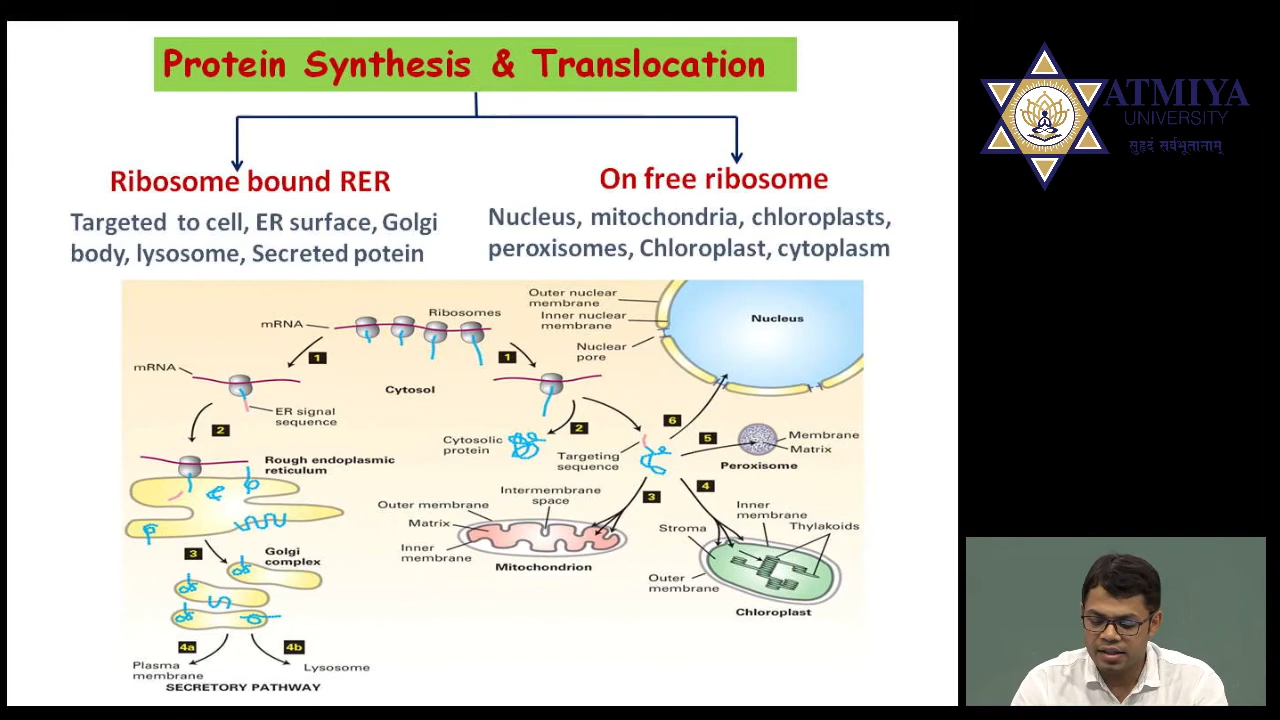 Protein Synthesis & Translocation
ATMIYA
UNIVERSITY
सुहृदं सर्वभूतानाम्
Ribosome bound RER
Targeted to cell, ER surface, Golgi
body, lysosome, Secreted potein
On free ribosome
Nucleus, mitochondria, chloroplasts,
peroxisomes, Chloroplast, cytoplasm
mRNA
Ribosomes
Outer nuclear
membrane
Inner nuclear
membrane
Nuclear
pore
Nucleus
1
1
mRNA
Cytosol
ER signal
sequence
2
2
Cytosolic
protein
Targeting
sequence
6
5
Membrane
Matrix
Peroxisome
Rough endoplasmic
reticulum
3
4
Outer membrane
Intermembrane
space
Matrix
Inner
membrane
Mitochondrion
Stroma
Inner
membrane
Thylakoids
Outer
membrane
Chloroplast
3
Golgi
complex
4a
4b
Plasma
membrane
Lysosome
SECRETORY PATHWAY